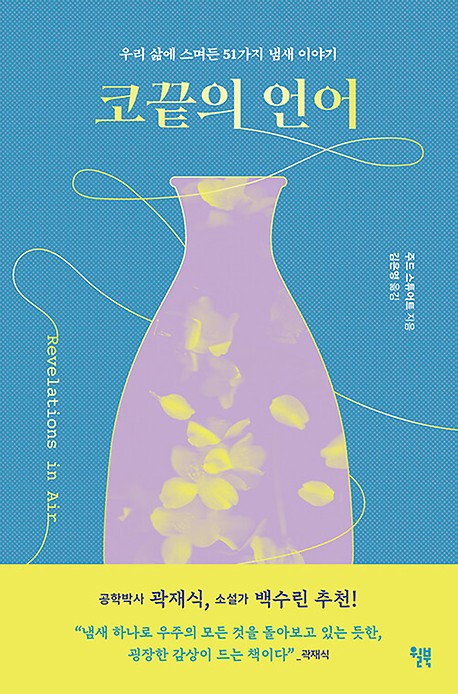 우리 삶에 스며든 51가지 냄새 이야기
코끝의 언어
주드 스튜어트 지음
김은영 옮김
Revelations in Air
공학박사 곽재식, 소설가 백수린 추천!
“냄새 하나로 우주의 모든 것을 돌아보고 있는 듯한,
굉장한 감상이 드는 책이다”_곽재식
윌북